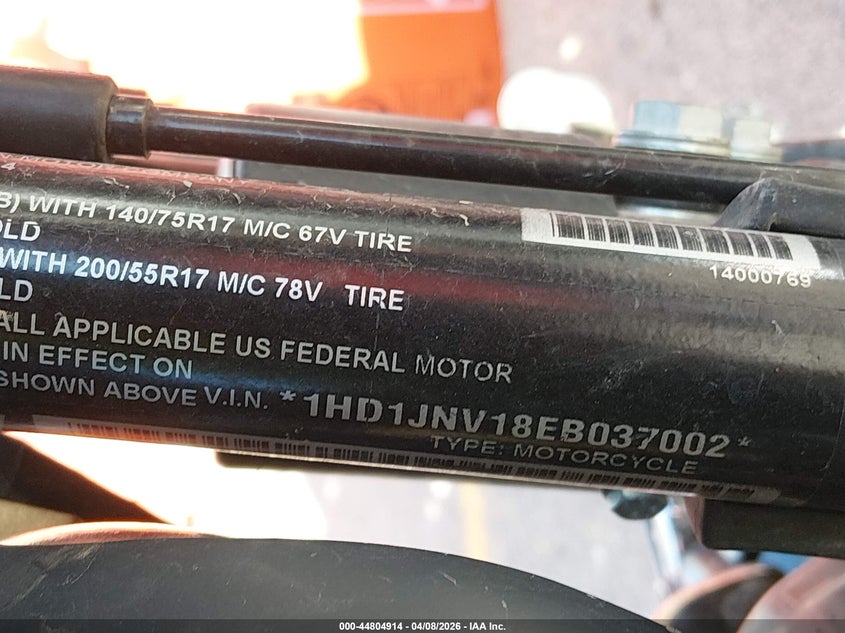 4
B) WITH 140/75R17 M/C 67V TIRE
OLD
WITH 200/55R17 M/C 78V TIRE
LD
ALL APPLICABLE US FEDERAL MOTOR
IN EFFECT ON
SHOWN ABOVE V.I.N. *1HD1JNV18EB037002*
TYPE: MOTORCYCLE
14000769
000-44804914 - 04/08/2026 - IAA Inc.